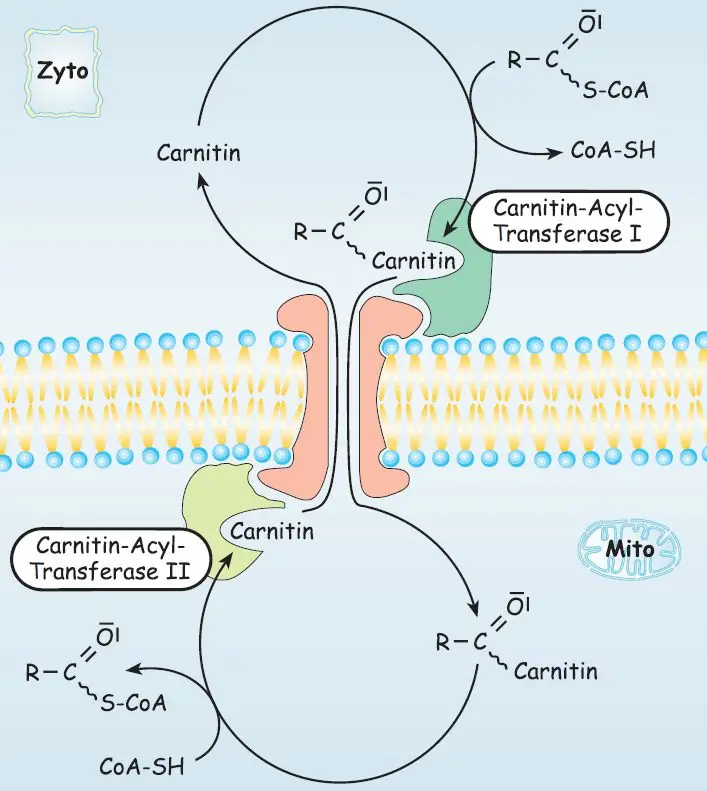 Zyto
R–C
O
S-CoA
CoA-SH
Carnitin
R–C
O
Carnitin
Carnitin-Acyl-
Transferase I
Carnitin
Carnitin-Acyl-
Transferase II
Mito
R–C
O
Carnitin
R–C
O
S-CoA
CoA-SH